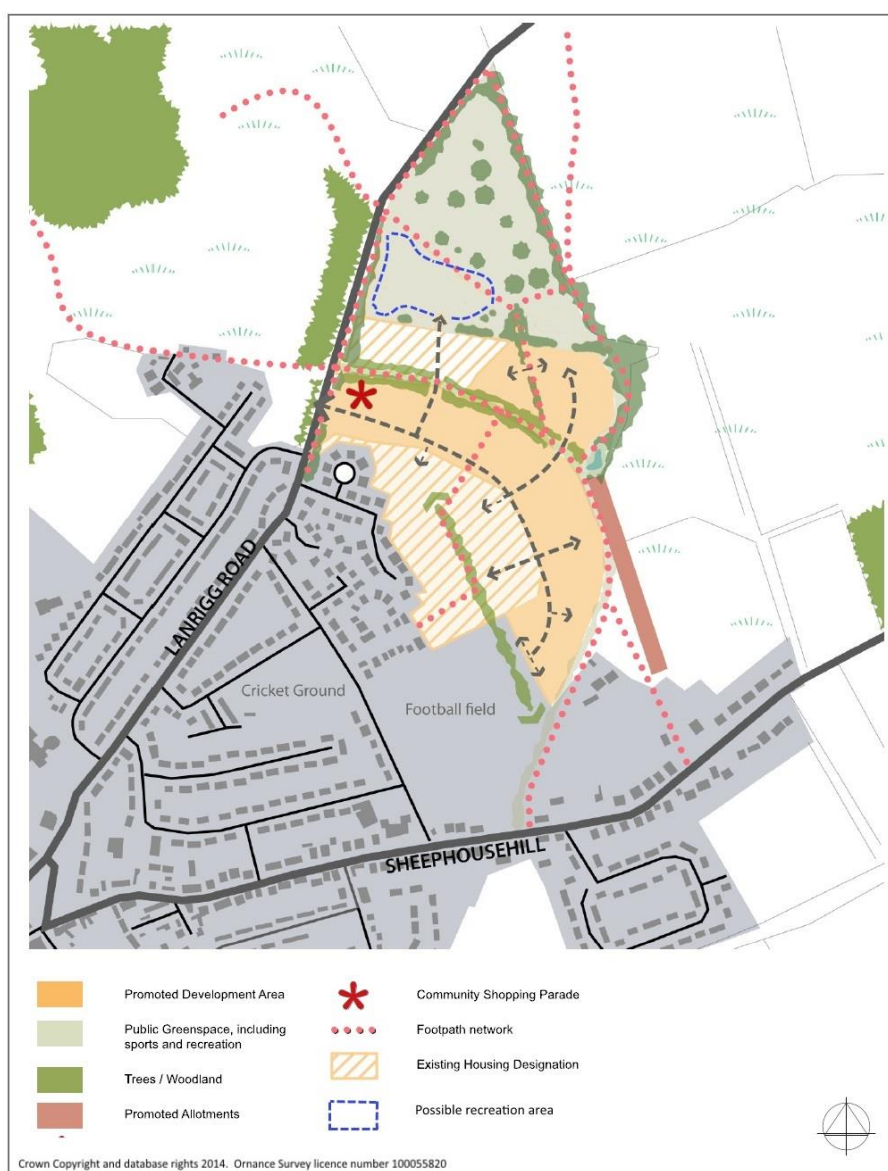 LANRIGG ROAD
Cricket Ground
Football field
SHEEPHOUSEHILL
Promoted Development Area
Public Greenspace, including
sports and recreation
Trees / Woodland
Promoted Allotments
Community Shopping Parade
Footpath network
Existing Housing Designation
Possible recreation area
Crown Copyright and database rights 2014. Ornance Survey licence number 100055820